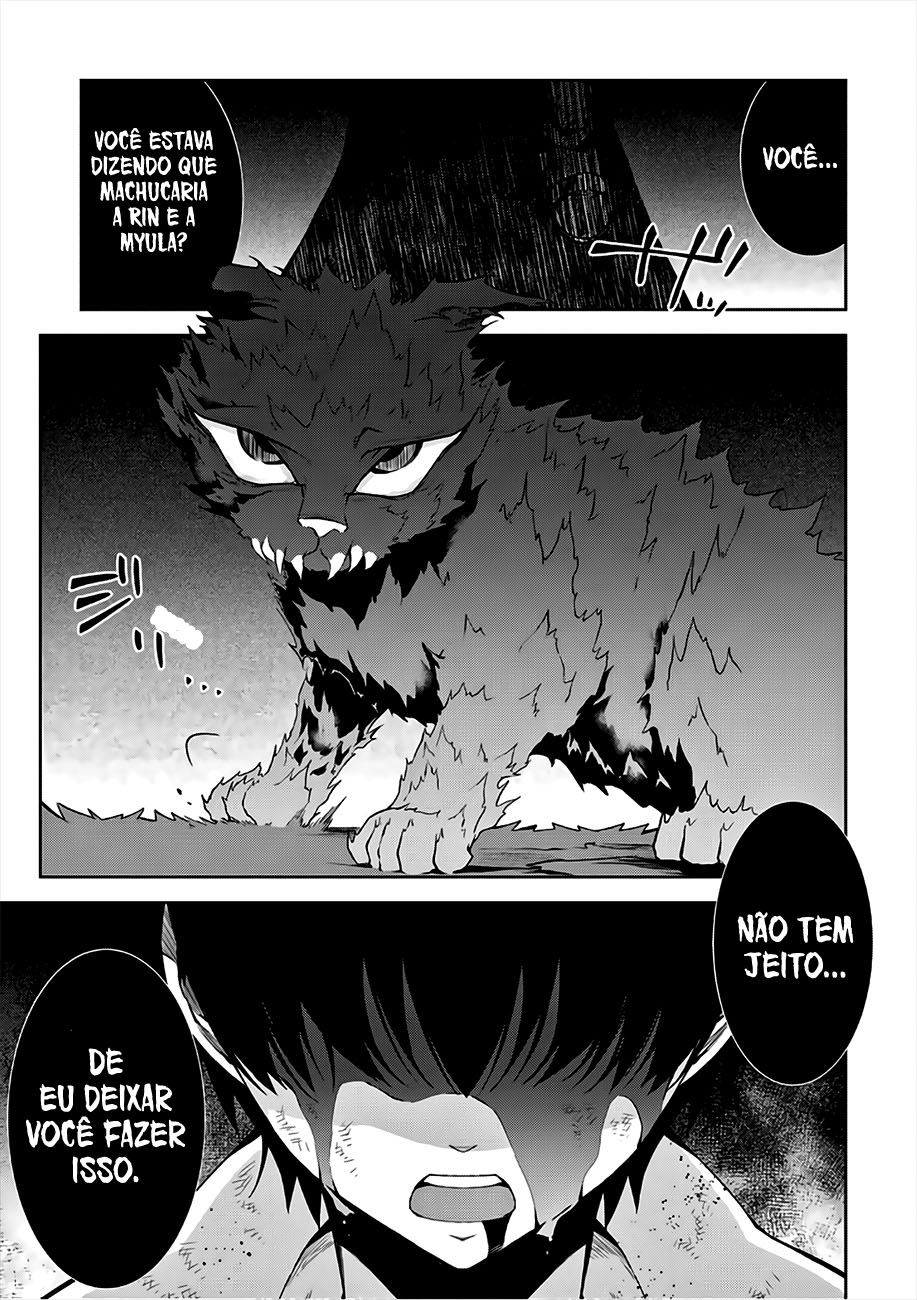 VOCÊ...
VOCÊ ESTAVA
DIZENDO QUE
MACHUCARIA
A RIN E A
MYULA?
NÃO TEM
JEITO...
DE
EU DEIXAR
VOCÊ FAZER
ISSO.